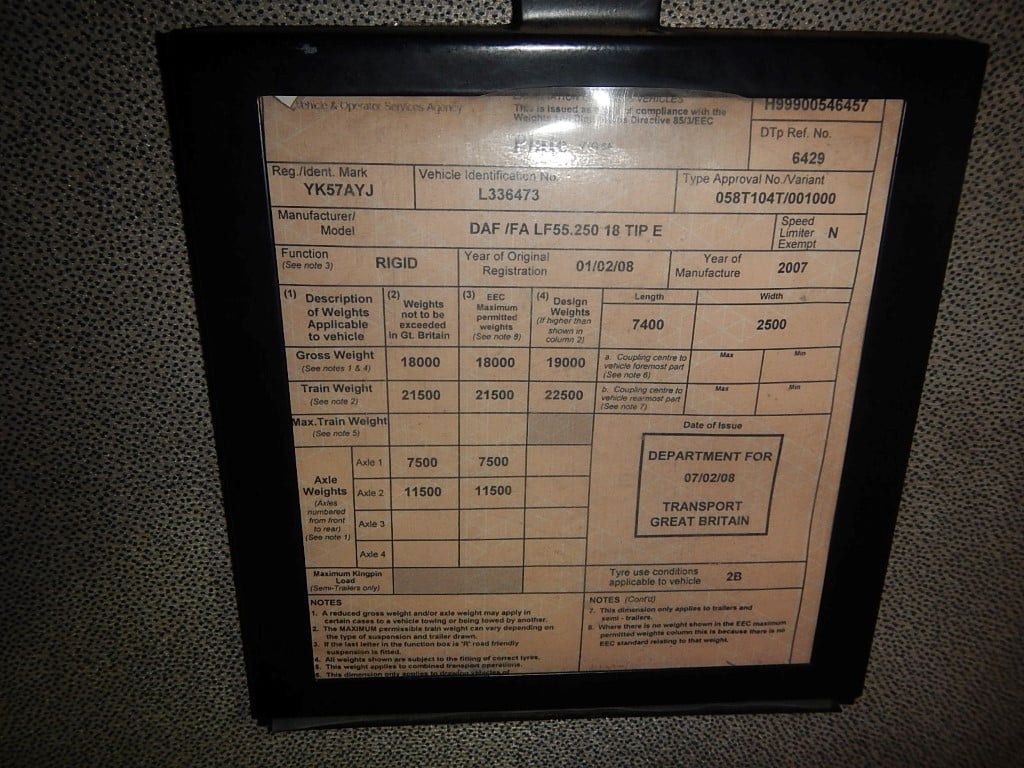 Vehicle & Operator Services Agency
VEHICLES
This is issued as of compliance with the
Weights Directive 85/3/EEC
Plate
H99900546457
DTp Ref. No.
6429
Reg./Ident. Mark
YK57AYJ
Vehicle Identification No.
L336473
Type Approval No./Variant
058T104T/001000
Manufacturer/
Model
DAF /FA LF55.250 18 TIP E
Speed
Limiter N
Exempt
Function
(See note 3)
RIGID
Year of Original
Registration
01/02/08
Year of
Manufacture
2007
(1) Description
of Weights
Applicable
to vehicle
(2) Weights
not to be
exceeded
in Gt. Britain
(3) EEC
Maximum
permitted
weights
(See note 8)
(4) Design
Weights
(If higher than
shown in
column 2)
Length
7400
Width
2500
Gross Weight
(See notes 1 & 4)
18000 18000 19000
a. Coupling centre to
vehicle foremost part
(See note 6)
Max Min
Train Weight
(See note 2)
21500 21500 22500
b. Coupling centre to
vehicle rearmost part
(See note 7)
Max Min
Max.Train Weight
(See note 5)
Axle
Weights
(Axles
numbered
from front
to rear)
(See note 1)
Axle 1 7500 7500
Axle 2 11500 11500
Axle 3
Axle 4
Maximum Kingpin
Load
(Semi-Trailers only)
Date of Issue
DEPARTMENT FOR
07/02/08
TRANSPORT
GREAT BRITAIN
Tyre use conditions
applicable to vehicle 2B
NOTES
1. A reduced gross weight and/or axle weight may apply in
certain cases to a vehicle towing or being towed by another.
2. The MAXIMUM permissible train weight can vary depending on
the type of suspension and trailer drawn.
3. If the last letter in the function box is 'R' road friendly
suspension is fitted.
4. All weights shown are subject to the fitting of correct tyres.
5. This weight applies to combined transport operations.
6. This dimension only applies to drawing vehicles of
NOTES (Cont'd)
7. This dimension only applies to trailers and
semi - trailers.
8. Where there is no weight shown in the EEC maximum
permitted weights column this is because there is no
EEC standard relating to that weight.